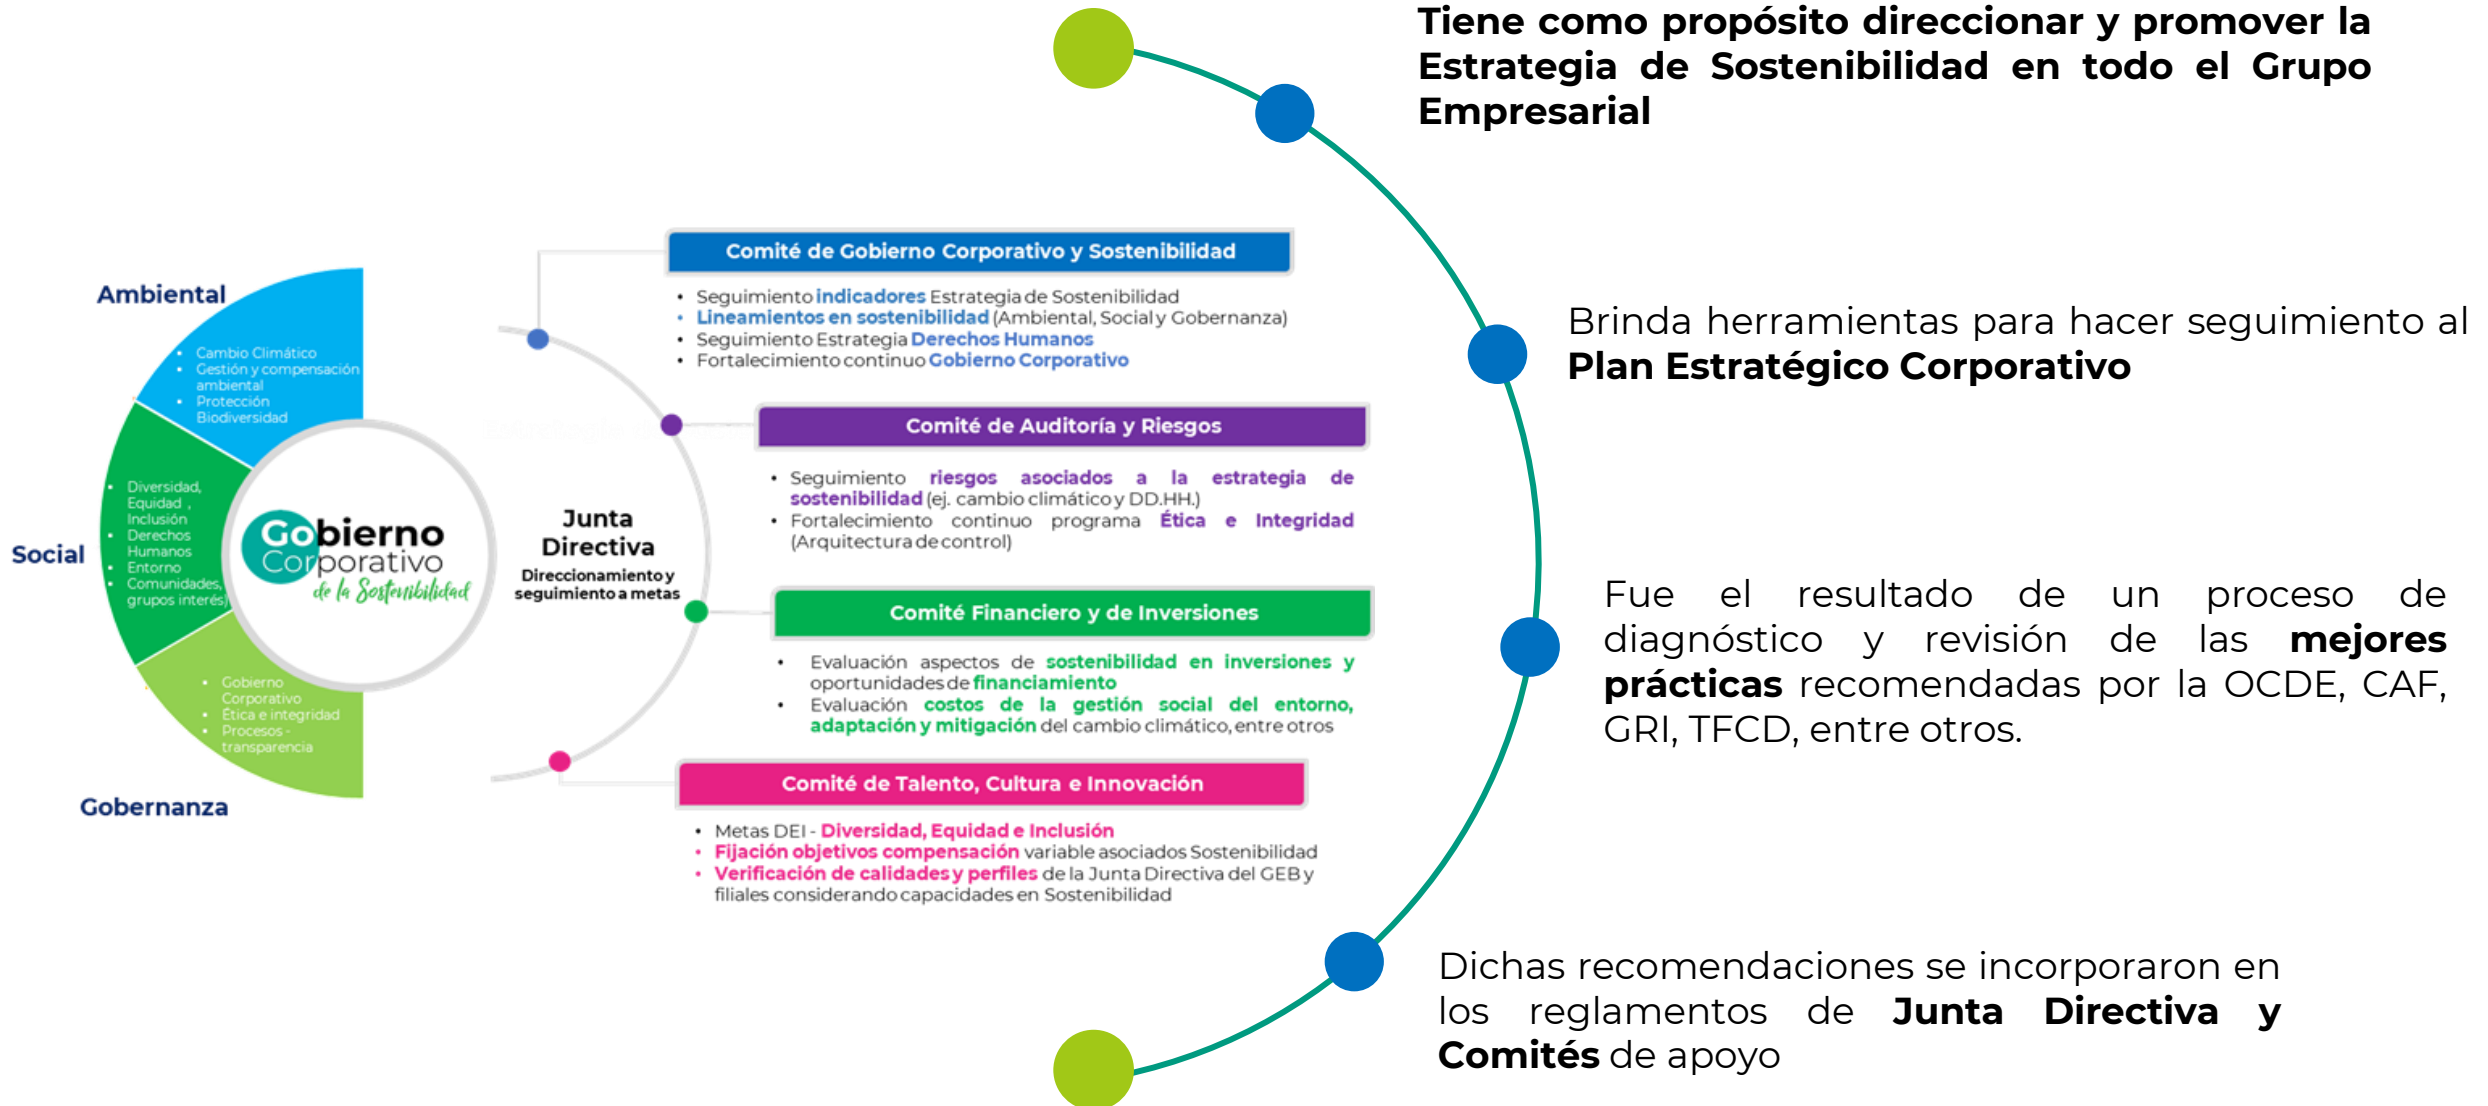 Tiene como propósito direccionar y promover la
Estrategia de Sostenibilidad en todo el Grupo
Empresarial
Brinda herramientas para hacer seguimiento al
Plan Estratégico Corporativo
Fue el resultado de un proceso de
diagnóstico y revisión de las mejores
prácticas recomendadas por la OCDE, CAF,
GRI, TFCD, entre otros.
Dichas recomendaciones se incorporaron en
los reglamentos de Junta Directiva y
Comités de apoyo
Ambiental
• Cambio Climático
• Gestión y compensación
ambiental
• Protección
Biodiversidad
Social
• Diversidad,
Equidad ,
Inclusión
• Derechos
Humanos
• Entorno
• Comunidades,
grupos interés)
Gobernanza
• Gobierno
Corporativo
• Ética e integridad
• Procesos -
transparencia
Gobierno
Corporativo
de la Sostenibilidad
Junta
Directiva
Direccionamiento y
seguimiento a metas
Comité de Gobierno Corporativo y Sostenibilidad
• Seguimiento indicadores Estrategia de Sostenibilidad
• Lineamientos en sostenibilidad (Ambiental, Social y Gobernanza)
• Seguimiento Estrategia Derechos Humanos
• Fortalecimiento continuo Gobierno Corporativo
Comité de Auditoría y Riesgos
• Seguimiento riesgos asociados a la estrategia de
sostenibilidad (ej. cambio climático y DD.HH.)
• Fortalecimiento continuo programa Ética e Integridad
(Arquitectura de control)
Comité Financiero y de Inversiones
• Evaluación aspectos de sostenibilidad en inversiones y
oportunidades de financiamiento
• Evaluación costos de la gestión social del entorno,
adaptación y mitigación del cambio climático, entre otros
Comité de Talento, Cultura e Innovación
• Metas DEI - Diversidad, Equidad e Inclusión
• Fijación objetivos compensación variable asociados Sostenibilidad
• Verificación de calidades y perfiles de la Junta Directiva del GEB y
filiales considerando capacidades en Sostenibilidad